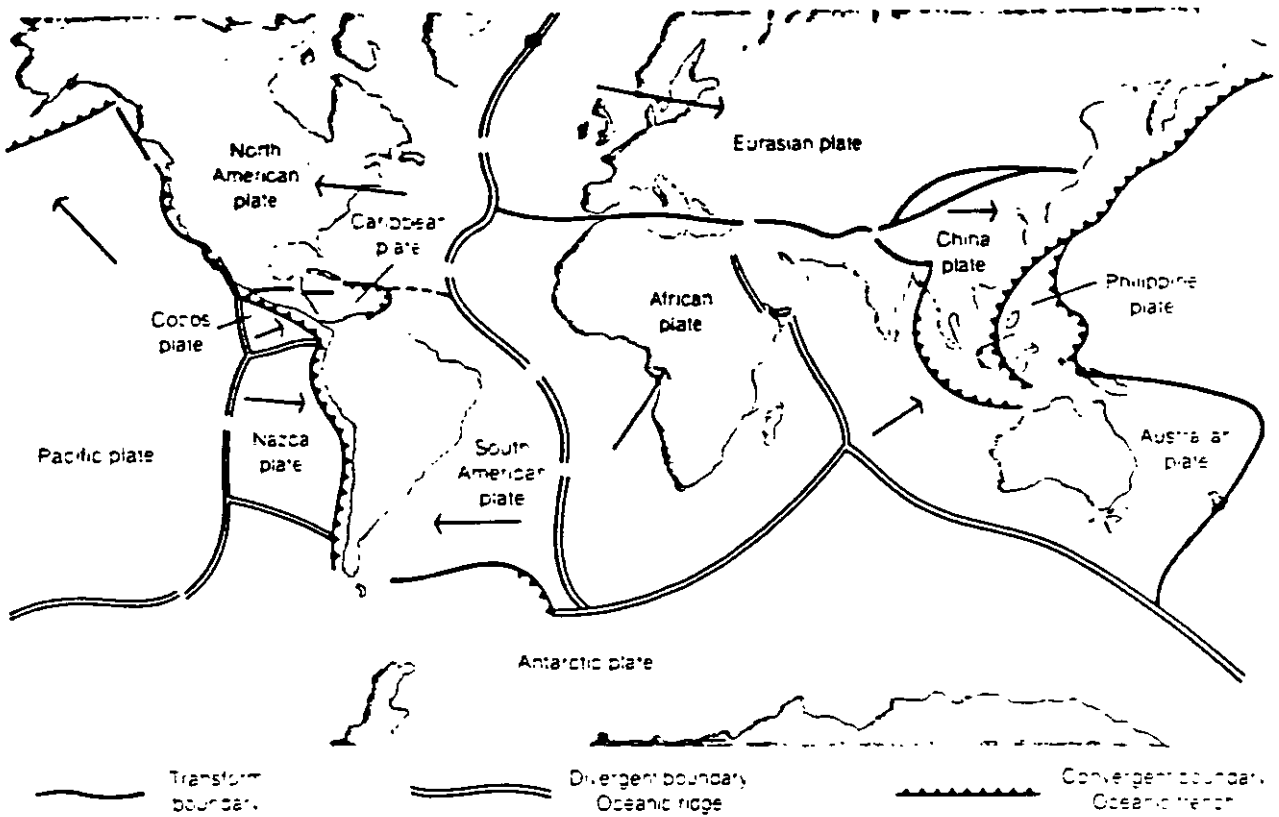 North
American
plate
Caribbean
plate
Eurasian plate
China
plate
Philippine
plate
Cocos
plate
African
plate
Pacific plate
Nazca
plate
South
American
plate
Australian
plate
Antarctic plate
Transform
boundary
Divergent boundary
Oceanic ridge
Convergent boundary
Oceanic trench